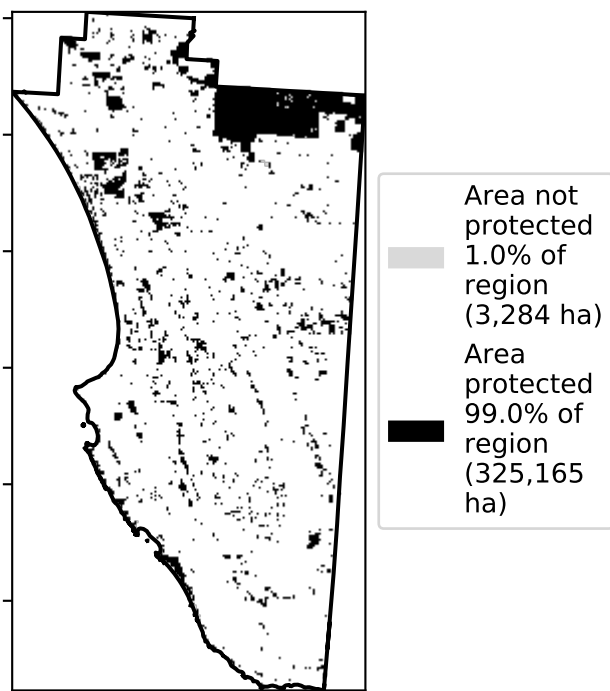 Area not
protected
1.0% of
region
(3,284 ha)
Area
protected
99.0% of
region
(325,165
ha)